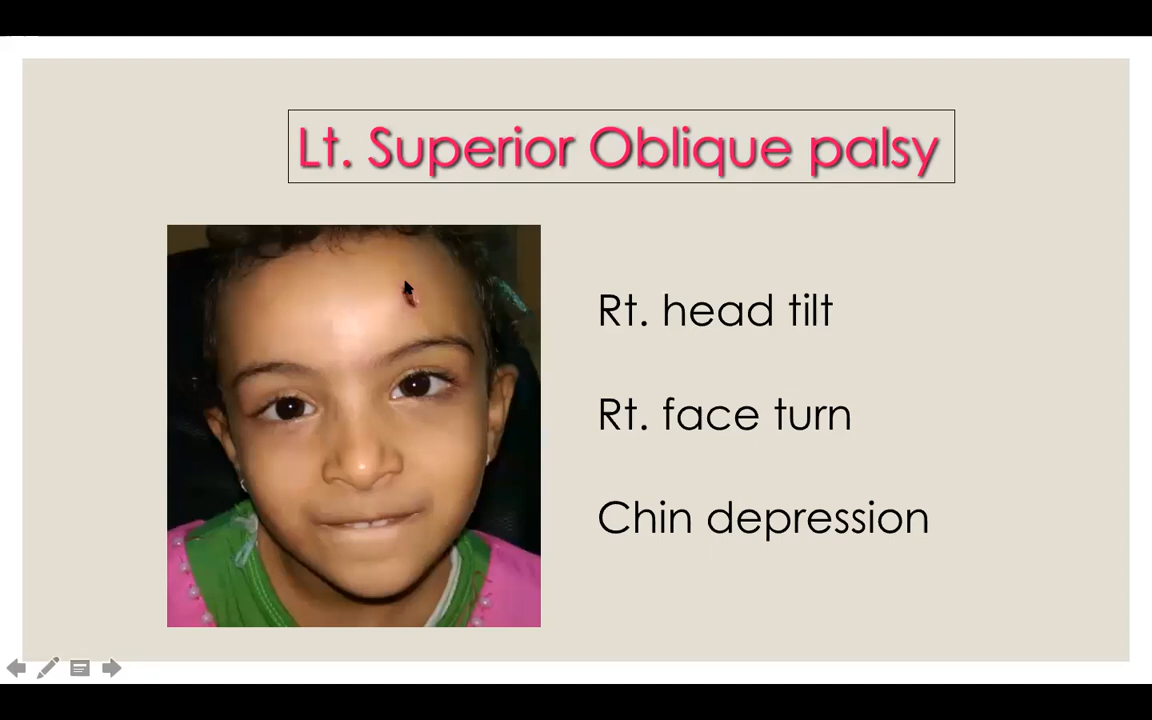 Lt. Superior Oblique palsy
Rt. head tilt
Rt. face turn
Chin depression